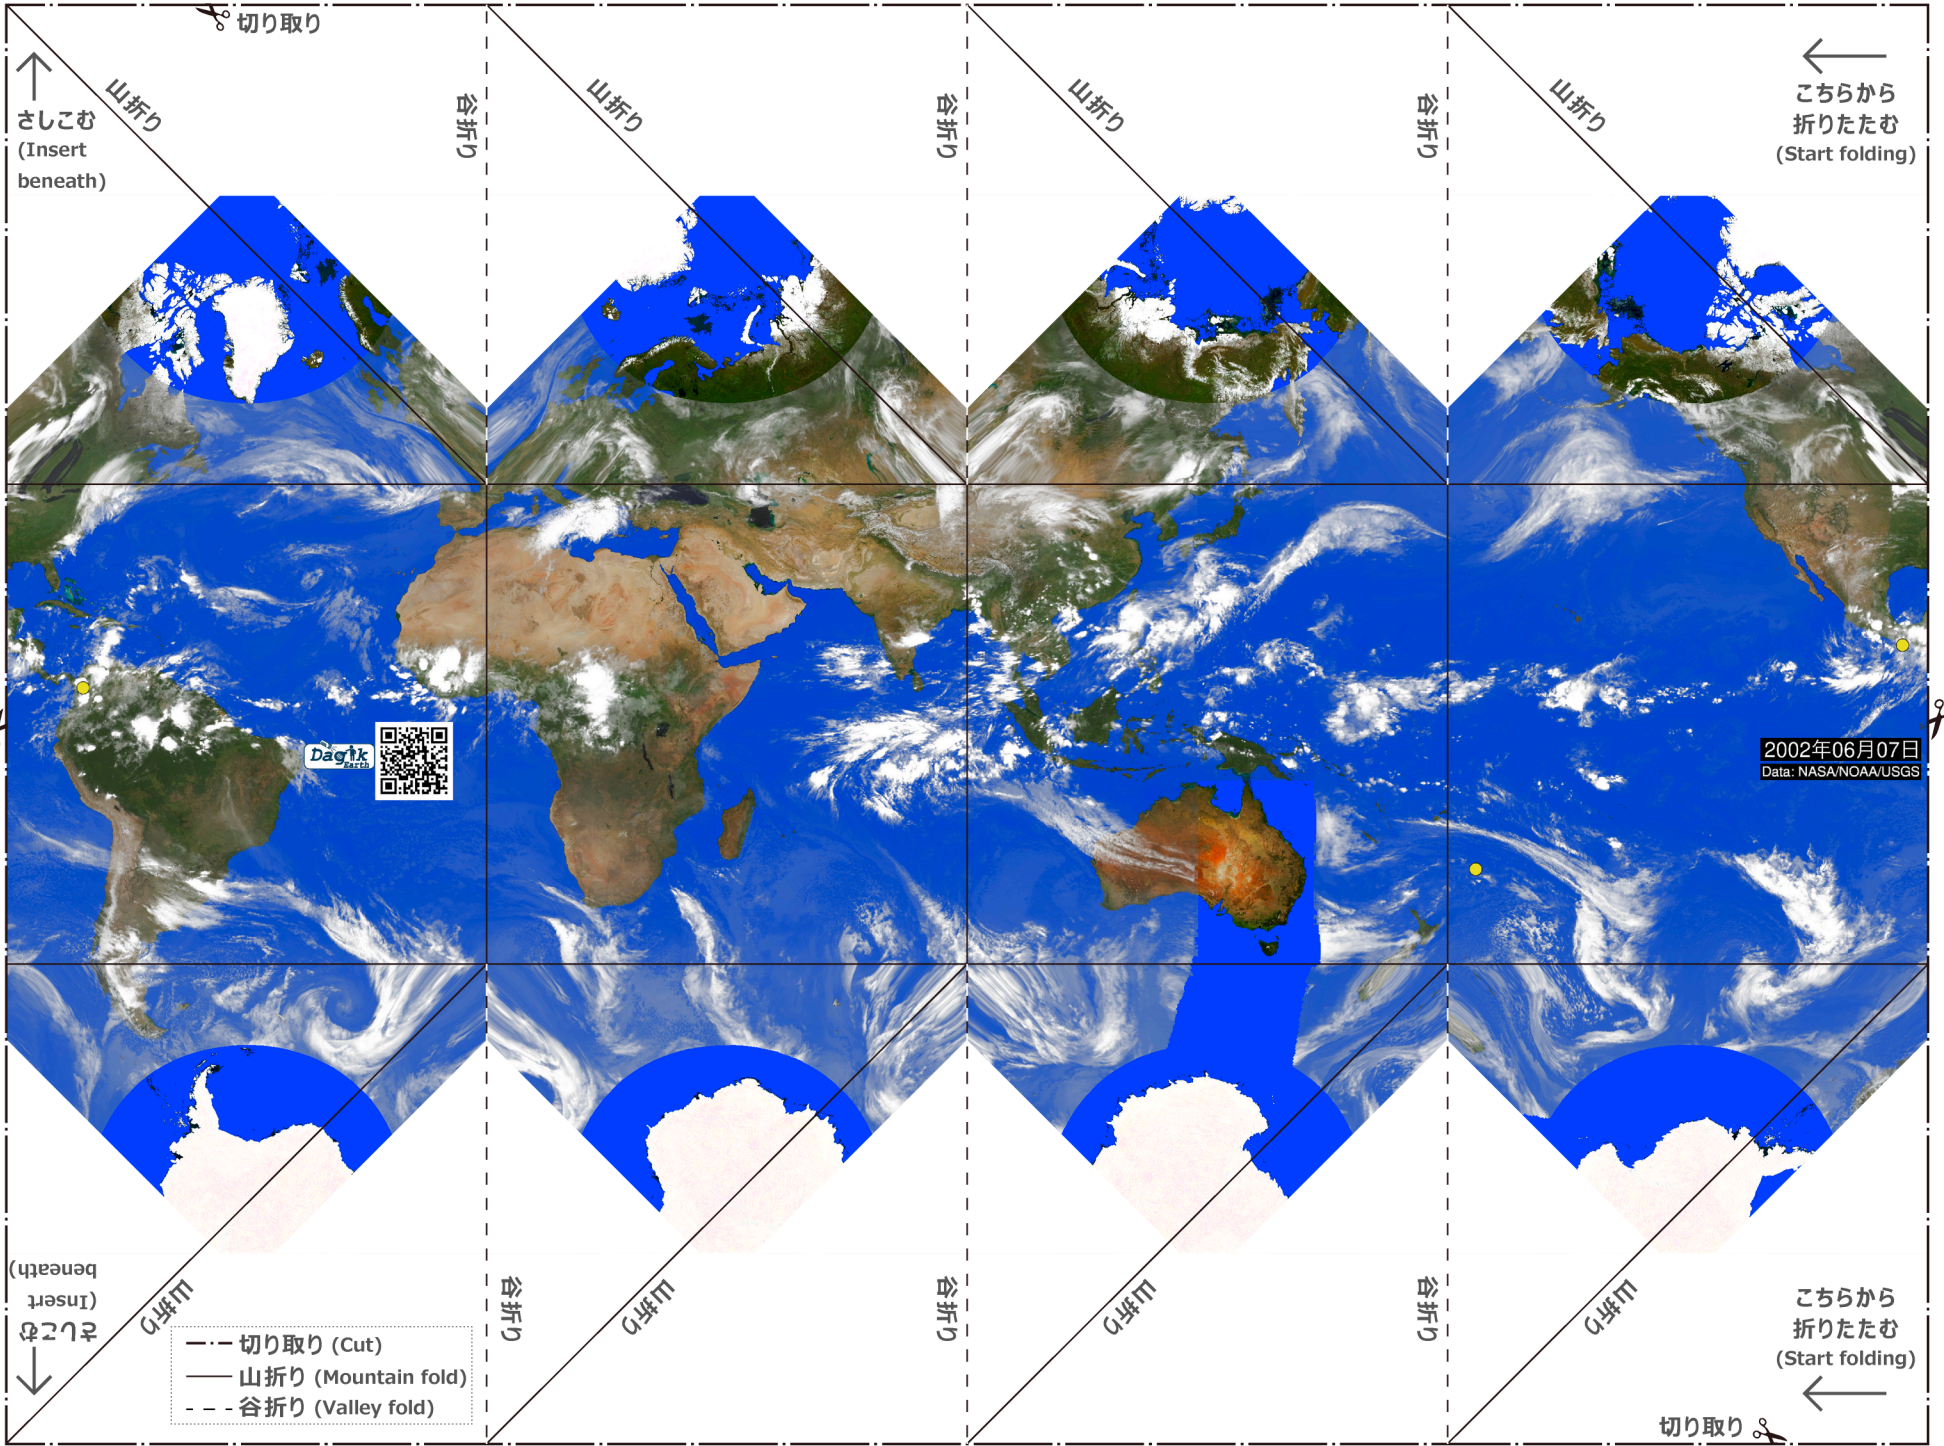 切り取り
山折り
谷折り
山折り
谷折り
山折り
谷折り
山折り
さしこむ
(Insert
beneath)
こちらから
折りたたむ
(Start folding)
Dagik
Earth
2002年06月07日
Data: NASA/NOAA/USGS
さしこむ
(Insert
beneath)
山折り
谷折り
山折り
谷折り
山折り
谷折り
山折り
こちらから
折りたたむ
(Start folding)
切り取り (Cut)
山折り (Mountain fold)
谷折り (Valley fold)
切り取り